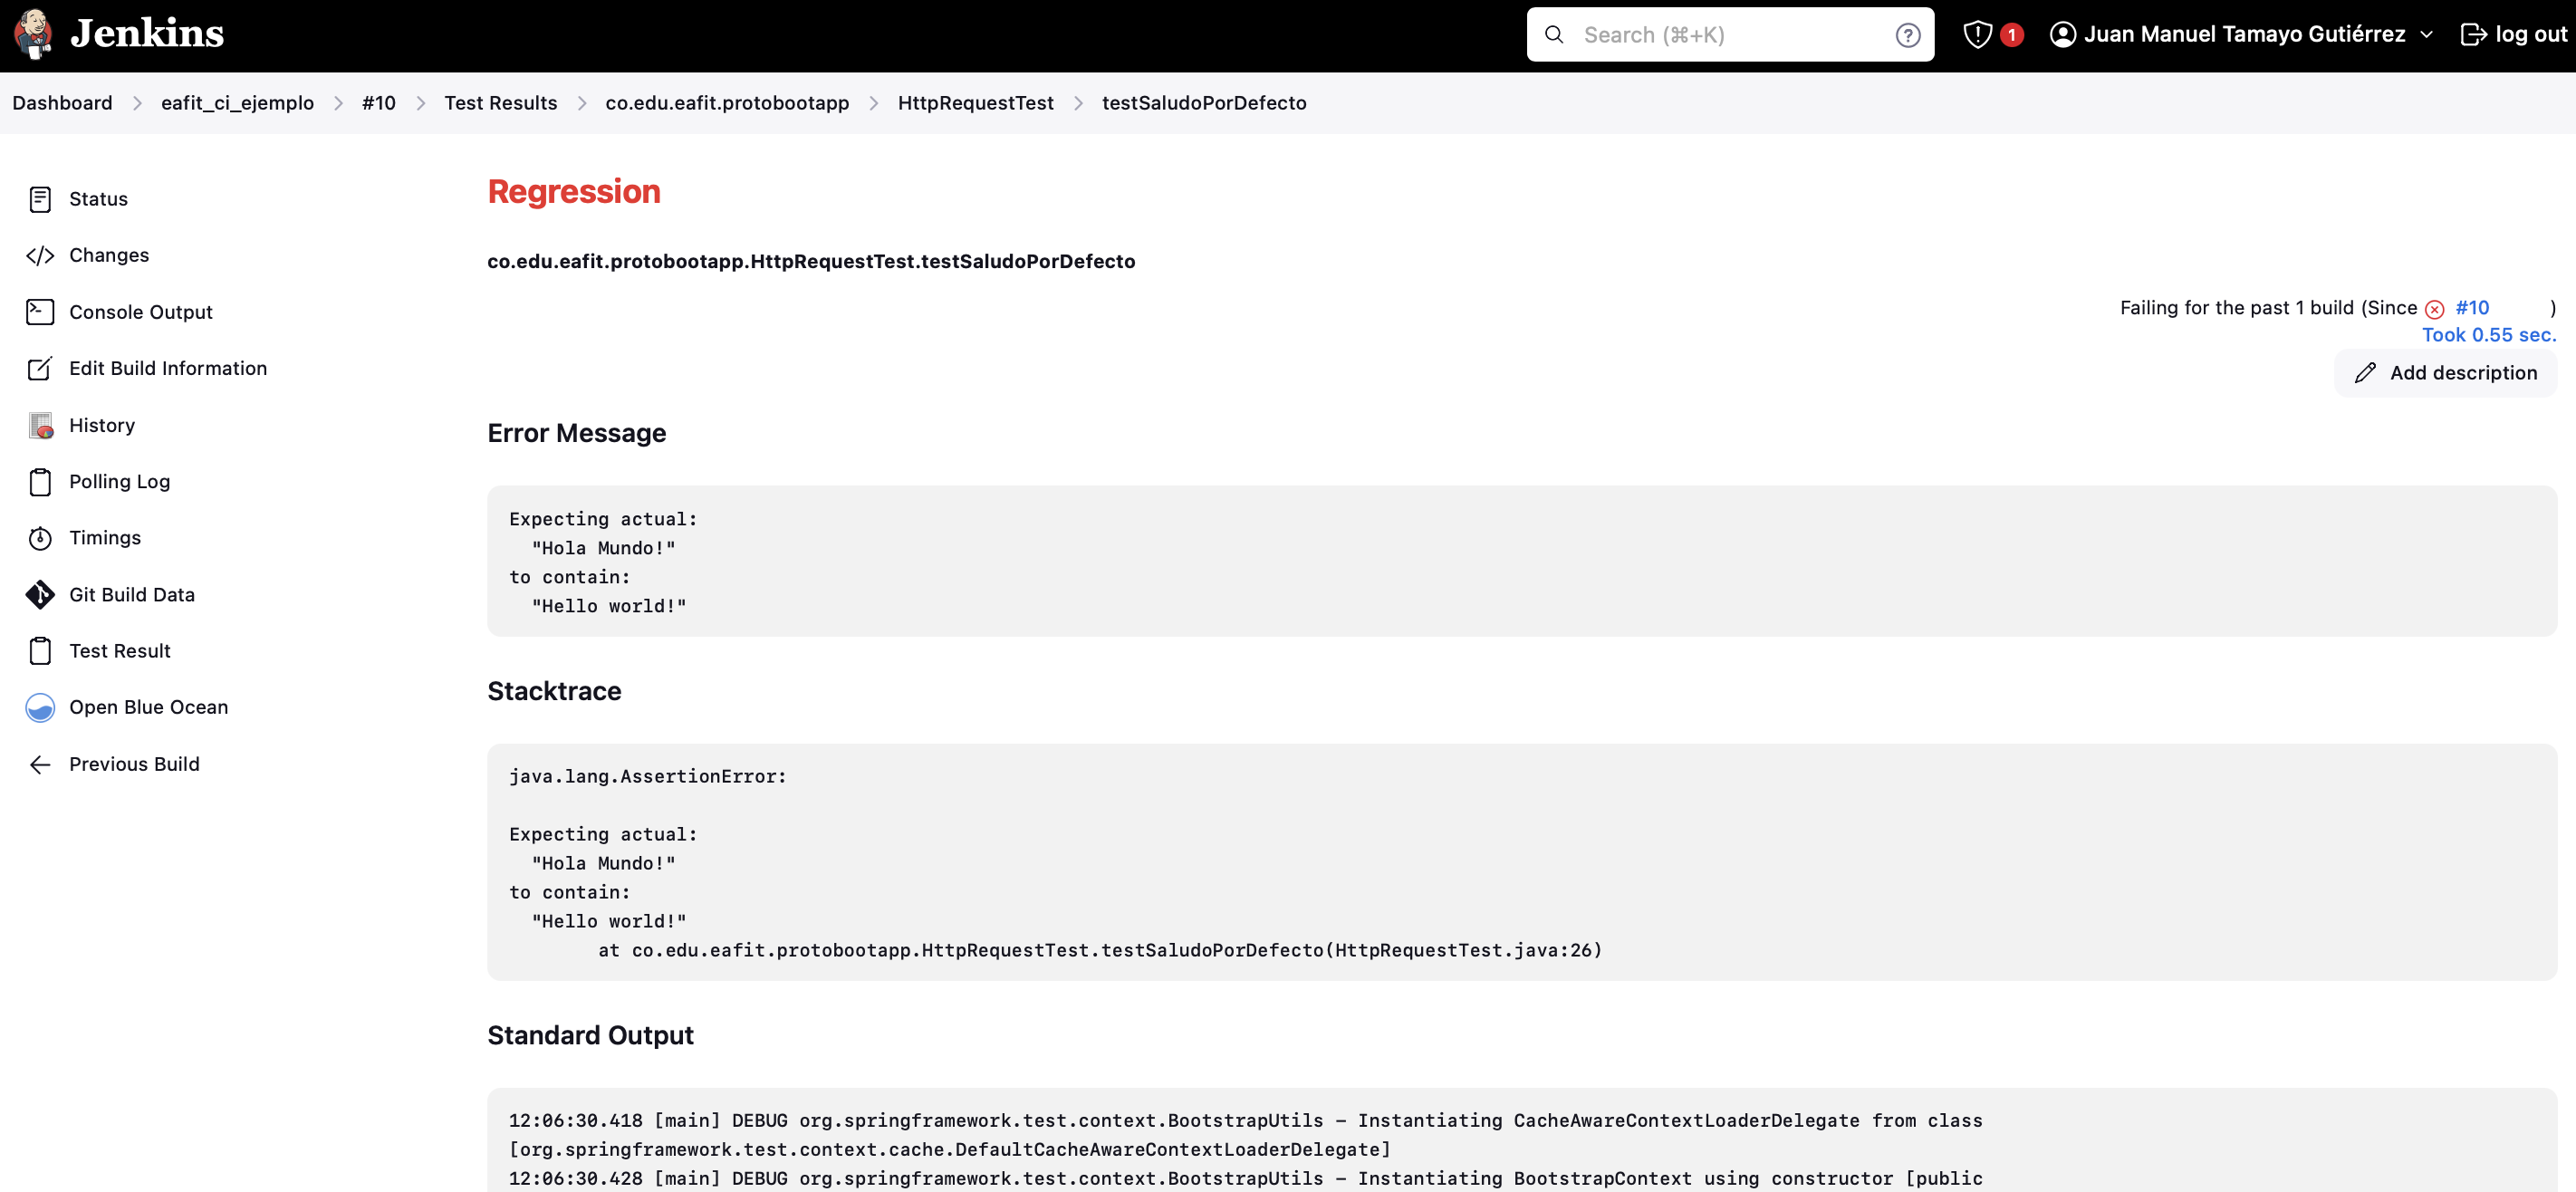 Jenkins
Search (⌘+K)
1
Juan Manuel Tamayo Gutiérrez
log out
Dashboard
eafit_ci_ejemplo
#10
Test Results
co.edu.eafit.protobootapp
HttpRequestTest
testSaludoPorDefecto
Status
Changes
Console Output
Edit Build Information
History
Polling Log
Timings
Git Build Data
Test Result
Open Blue Ocean
Previous Build
Regression
co.edu.eafit.protobootapp.HttpRequestTest.testSaludoPorDefecto
Failing for the past 1 build (Since #10 )
Took 0.55 sec.
Add description
Error Message
Expecting actual:
"Hola Mundo!"
to contain:
"Hello world!"
Stacktrace
java.lang.AssertionError:
Expecting actual:
"Hola Mundo!"
to contain:
"Hello world!"
at co.edu.eafit.protobootapp.HttpRequestTest.testSaludoPorDefecto(HttpRequestTest.java:26)
Standard Output
12:06:30.418 [main] DEBUG org.springframework.test.context.BootstrapUtils - Instantiating CacheAwareContextLoaderDelegate from class
[org.springframework.test.context.cache.DefaultCacheAwareContextLoaderDelegate]
12:06:30.428 [main] DEBUG org.springframework.test.context.BootstrapUtils - Instantiating BootstrapContext using constructor [public